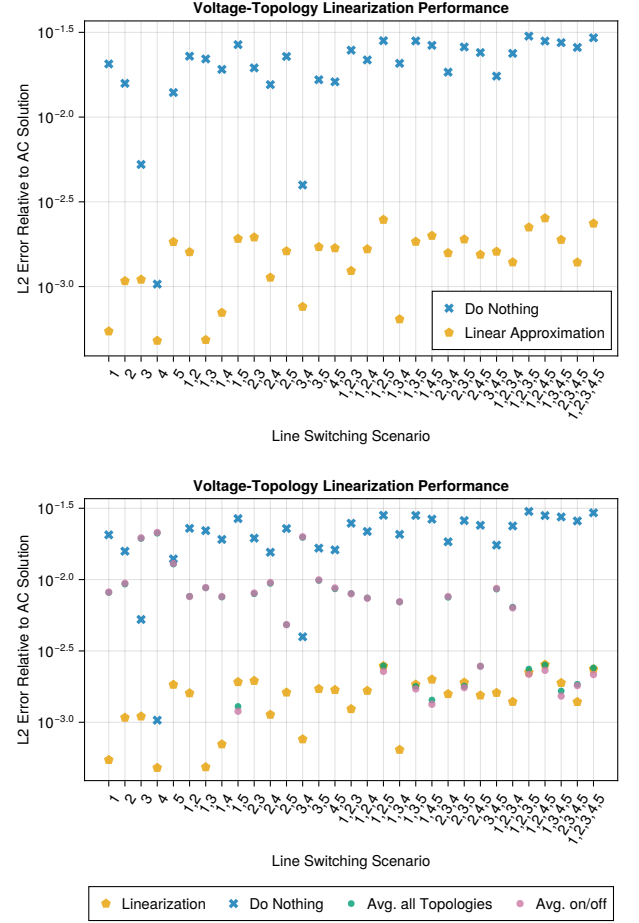 Voltage-Topology Linearization Performance
L2 Error Relative to AC Solution
10^-1.5
10^-2.0
10^-2.5
10^-3.0
Do Nothing
Linear Approximation
1 2 3 4 5 1,2 1,3 1,4 1,5 2,3 2,4 2,5 3,4 3,5 4,5 1,2,3 1,2,4 1,2,5 1,3,4 1,3,5 1,4,5 2,3,4 2,3,5 2,4,5 3,4,5 1,2,3,4 1,2,3,5 1,2,4,5 1,3,4,5 2,3,4,5 1,2,3,4,5
Line Switching Scenario
Voltage-Topology Linearization Performance
L2 Error Relative to AC Solution
10^-1.5
10^-2.0
10^-2.5
10^-3.0
1 2 3 4 5 1,2 1,3 1,4 1,5 2,3 2,4 2,5 3,4 3,5 4,5 1,2,3 1,2,4 1,2,5 1,3,4 1,3,5 1,4,5 2,3,4 2,3,5 2,4,5 3,4,5 1,2,3,4 1,2,3,5 1,2,4,5 1,3,4,5 2,3,4,5 1,2,3,4,5
Line Switching Scenario
Linearization Do Nothing Avg. all Topologies Avg. on/off